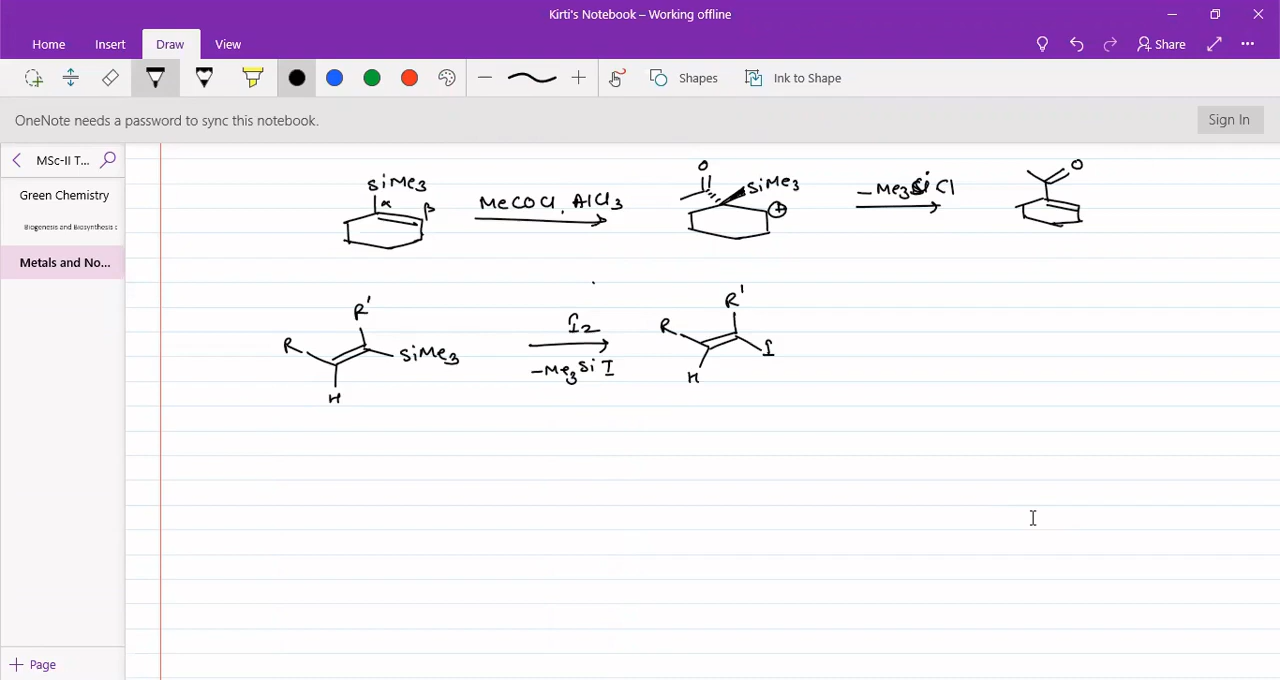 Kirti's Notebook – Working offline
Home Insert Draw View
Share
Shapes Ink to Shape
OneNote needs a password to sync this notebook.
Sign In
MSc-II T...
Green Chemistry
Biogenesis and Biosynthesis
Metals and No...
SiMe3
α
β
MeCOCl, AlCl3
O
SiMe3
+
–Me3SiCl
O
R'
R
SiMe3
H
I2
–Me3SiI
R'
R
I
H
+ Page